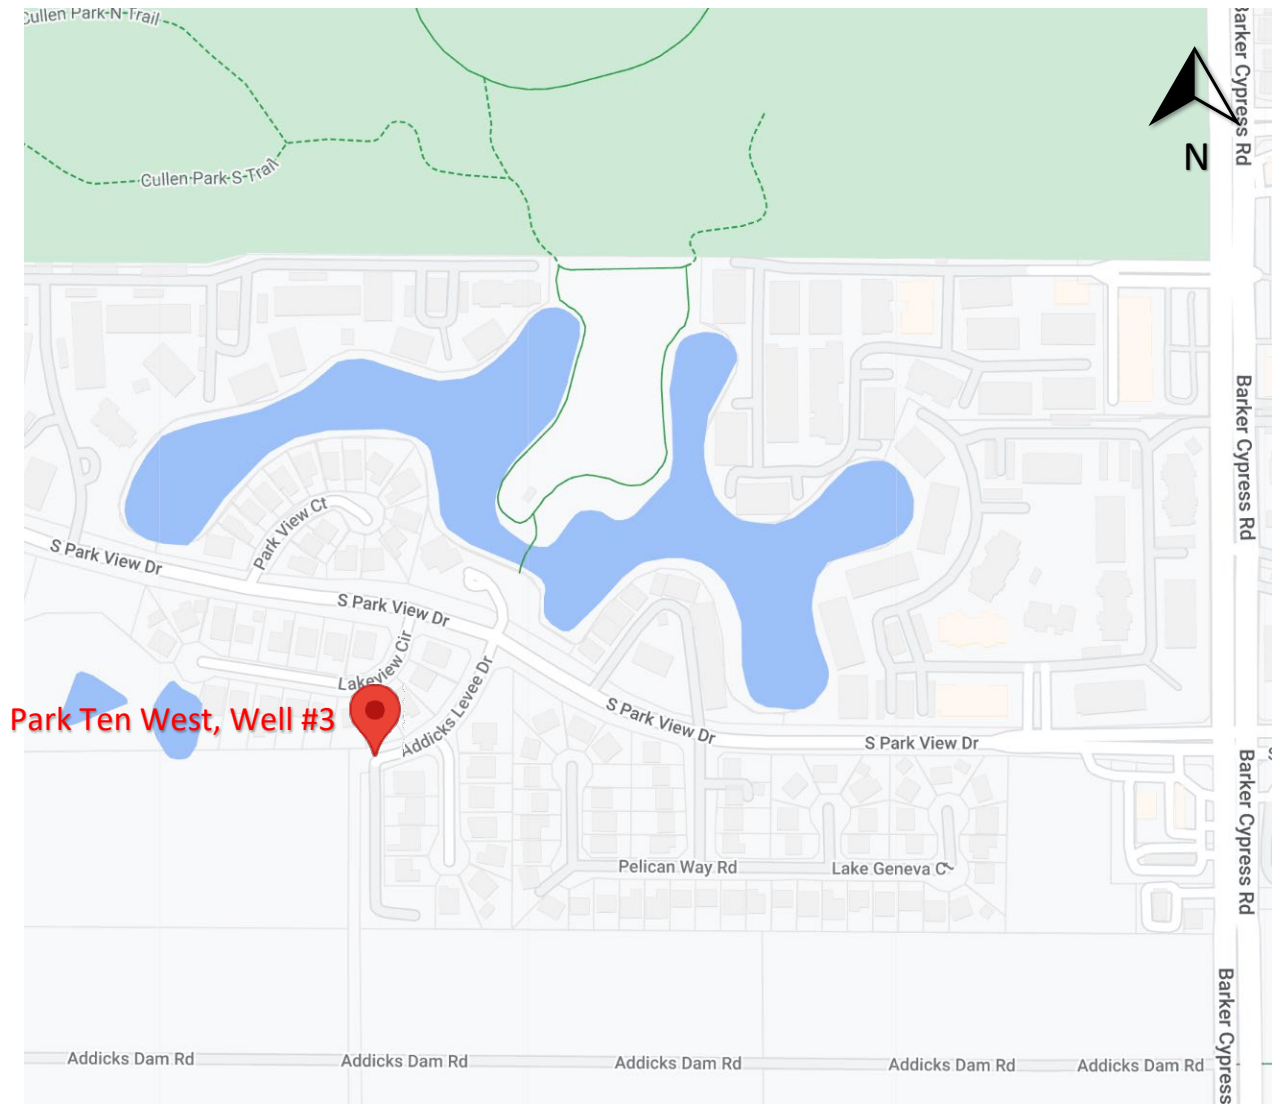 Cullen Park-N-Trail
Barker Cypress Rd
N
Cullen Park-S-Trail
Barker Cypress Rd
Park View Ct
S Park View Dr
S Park View Dr
Lakeview Cir
Addicks Levee Dr
Park Ten West, Well #3
S Park View Dr
S Park View Dr
Barker Cypress Rd
Pelican Way Rd
Lake Geneva Ct
Barker Cypress
Addicks Dam Rd
Addicks Dam Rd
Addicks Dam Rd
Addicks Dam Rd
Addicks Dam Rd